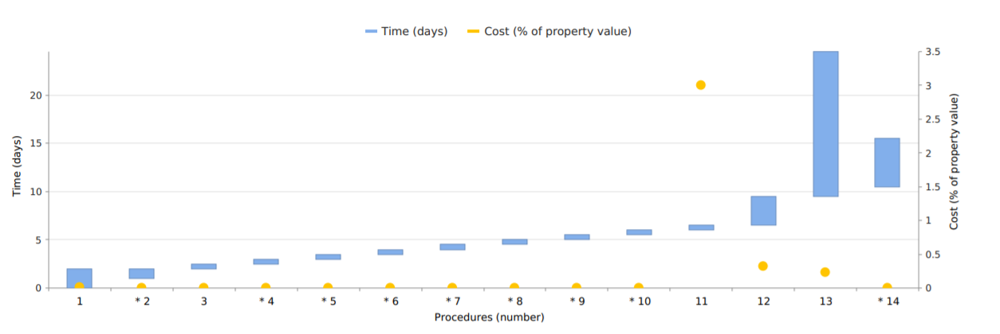 Time (days) Cost (% of property value)
3.5
20 3
2.5
15 2
10 1.5
1
5 0.5
0 0
Time (days)
Cost (% of property value)
1 * 2 3 * 4 * 5 * 6 * 7 * 8 * 9 * 10 11 12 13 * 14
Procedures (number)